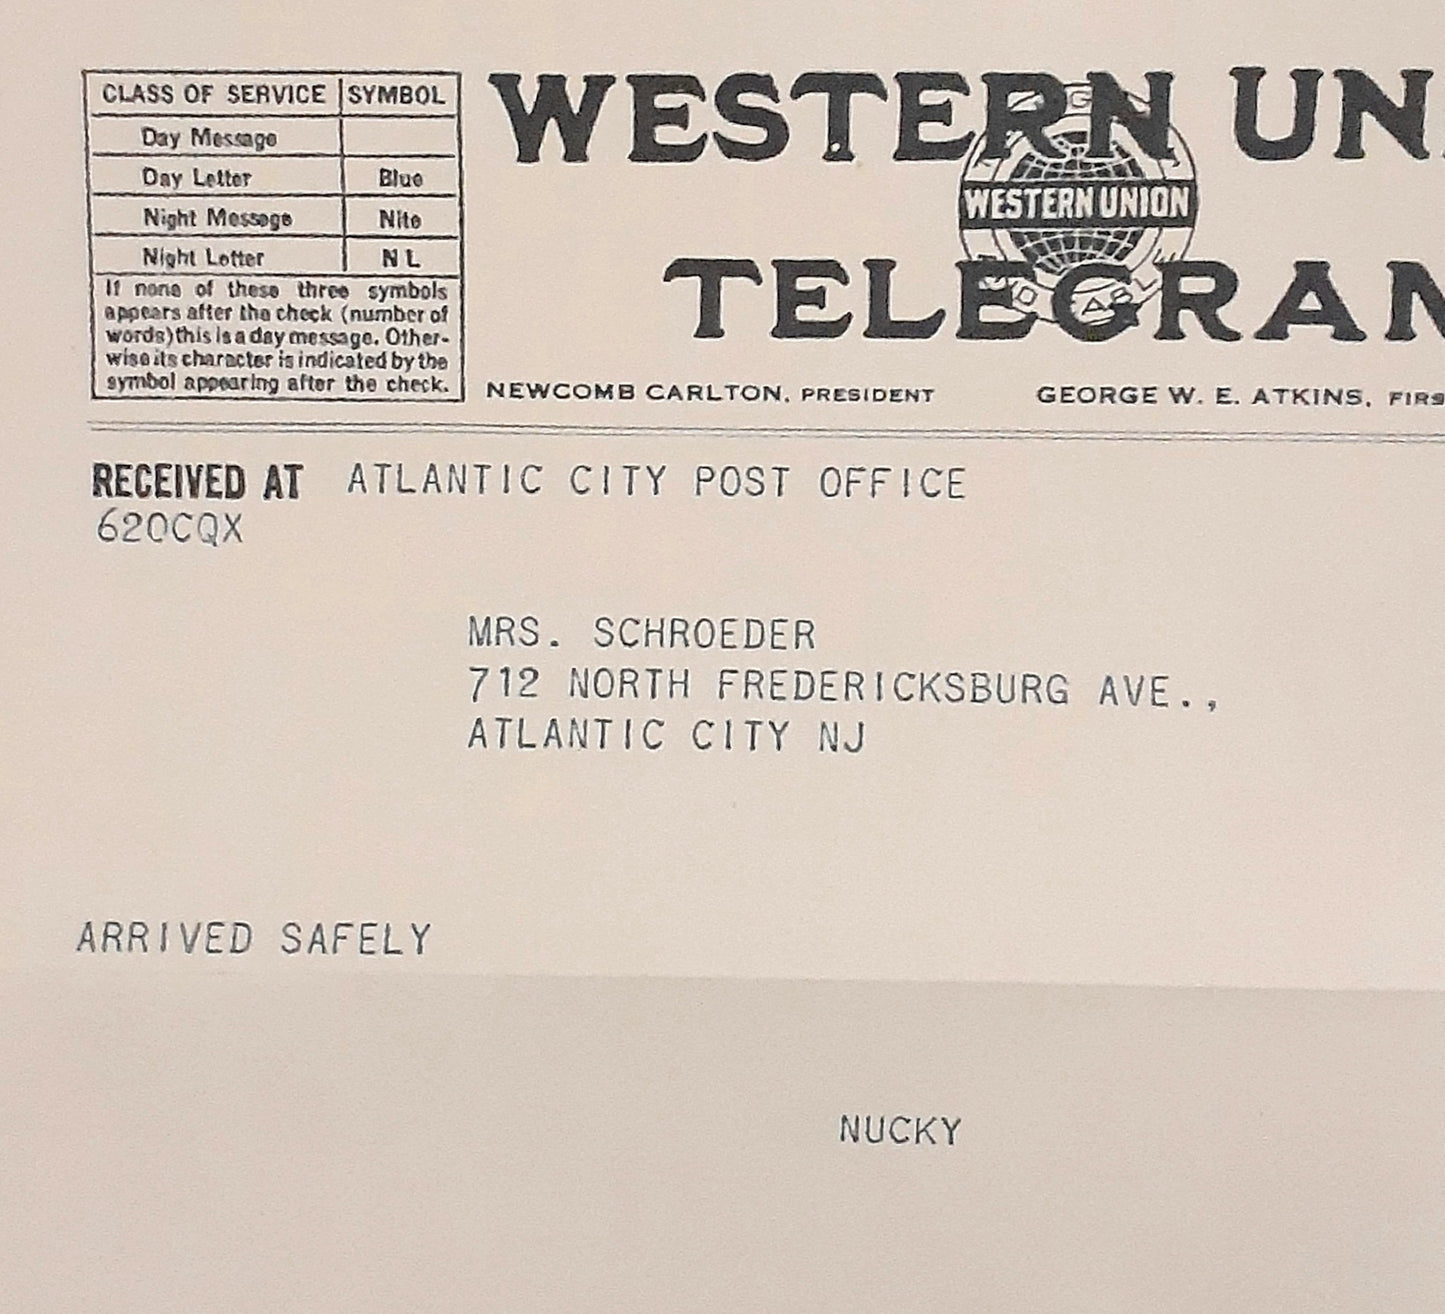 CLASS OF SERVICE SYMBOL
Day Message
Day Letter Blue
Night Message Nite
Night Letter N L
If none of these three symbols
appears after the check (number of
words) this is a day message. Other-
wise its character is indicated by the
symbol appearing after the check.
WESTERN UN
WESTERN UNION
TELEGRAM
NEWCOMB CARLTON, PRESIDENT GEORGE W. E. ATKINS, FIRS
RECEIVED AT ATLANTIC CITY POST OFFICE
620CQX
MRS. SCHROEDER
712 NORTH FREDERICKSBURG AVE.,
ATLANTIC CITY NJ
ARRIVED SAFELY
NUCKY